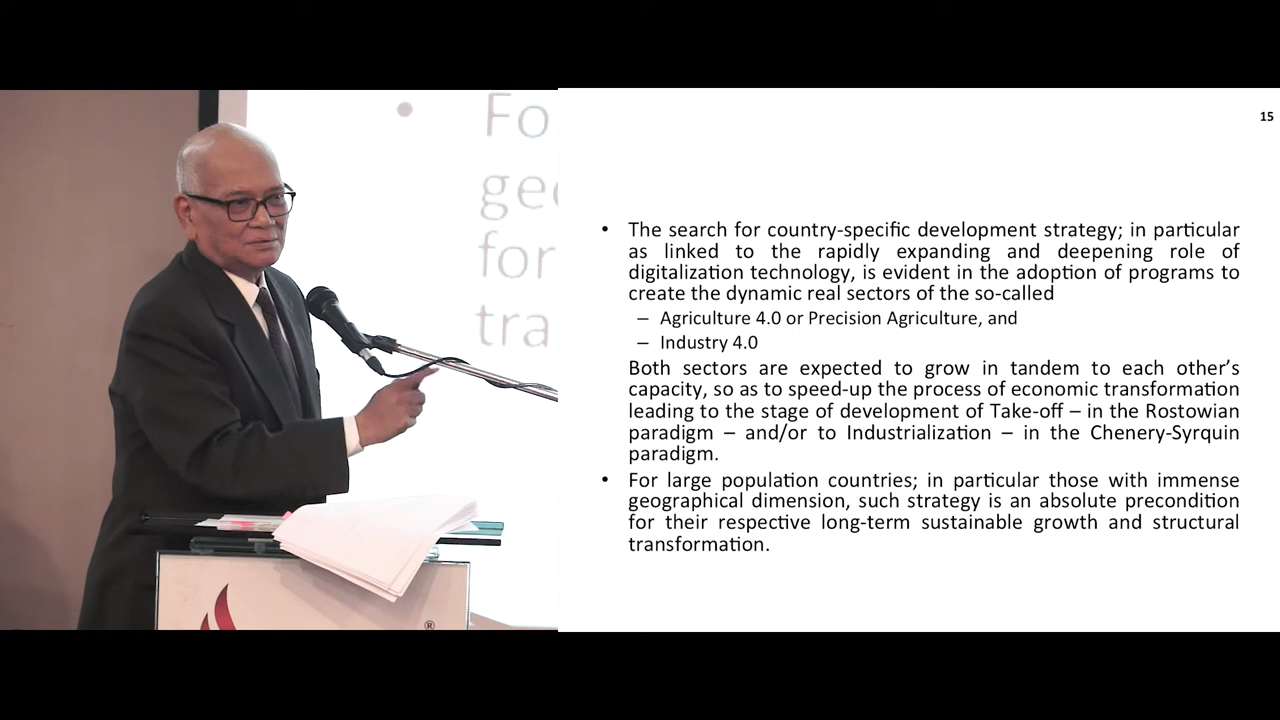 • Fo
geo
for
tra
®
15
• The search for country-specific development strategy; in particular
as linked to the rapidly expanding and deepening role of
digitalization technology, is evident in the adoption of programs to
create the dynamic real sectors of the so-called
– Agriculture 4.0 or Precision Agriculture, and
– Industry 4.0
Both sectors are expected to grow in tandem to each other’s
capacity, so as to speed-up the process of economic transformation
leading to the stage of development of Take-off – in the Rostowian
paradigm – and/or to Industrialization – in the Chenery-Syrquin
paradigm.
• For large population countries; in particular those with immense
geographical dimension, such strategy is an absolute precondition
for their respective long-term sustainable growth and structural
transformation.